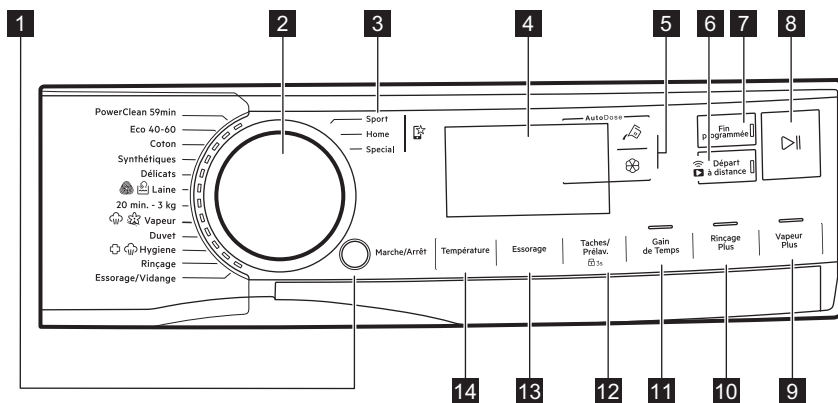 1
2
3
4
5
6
7
8
PowerClean 59min
Eco 40-60
Coton
Synthétiques
Délicats
Laine
20 min. - 3 kg
Vapeur
Duvet
Hygiene
Rinçage
Essorage/Vidange
Sport
Home
Special
Marche/Arrêt
AutoDose
Fin
programmée
Départ
à distance
Température
Essorage
Taches/
Prélav.
3s
Gain
de Temps
Rinçage
Plus
Vapeur
Plus
14
13
12
11
10
9